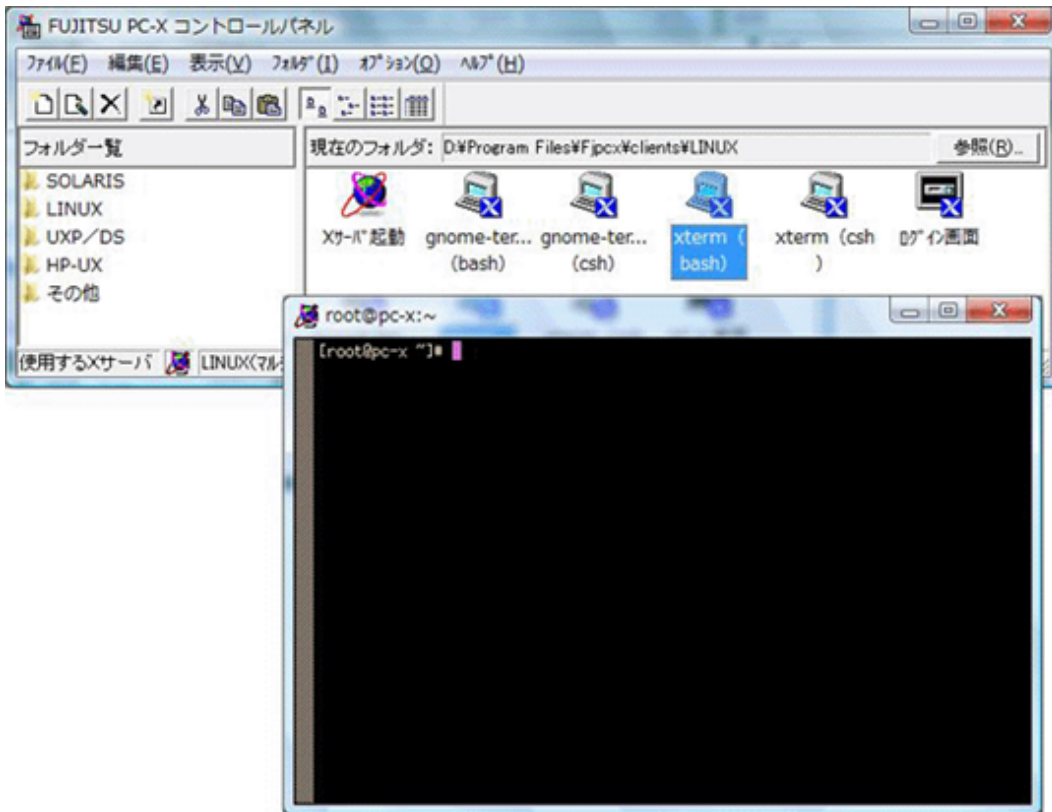 FUJITSU PC-X コントロールパネル
ファイル(F) 編集(E) 表示(V) フォルダ(I) オプション(O) ヘルプ(H)
フォルダ一覧
現在のフォルダ: D:¥Program Files¥Fjpcx¥clients¥LINUX 参照(R)...
SOLARIS
LINUX
UXP/DS
HP-UX
その他
Xサーバ起動
gnome-ter...
(bash)
gnome-ter...
(csh)
xterm (
bash)
xterm (csh
)
ログイン画面
使用するXサーバ LINUX(マル
root@pc-x:~
[root@pc-x ~]#